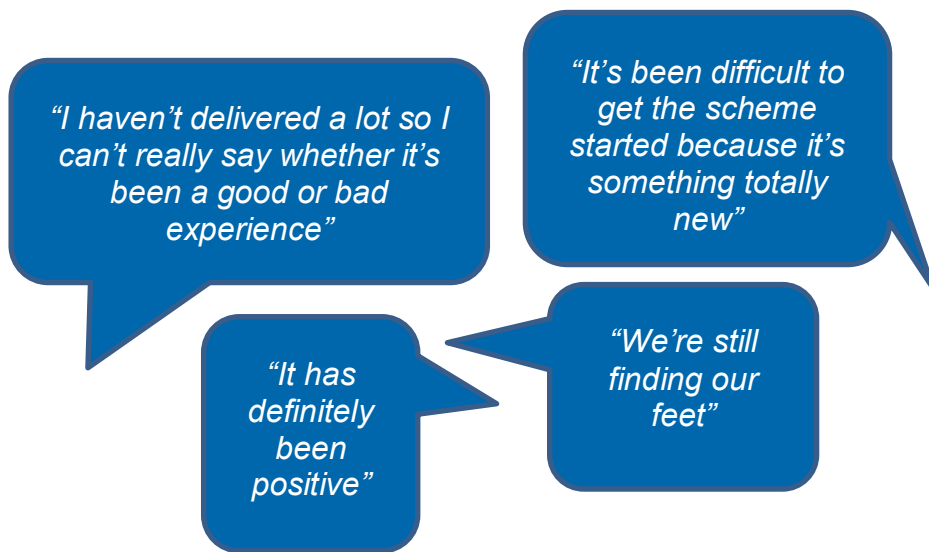 “I haven’t delivered a lot so I
can’t really say whether it’s
been a good or bad
experience”
“It’s been difficult to
get the scheme
started because it’s
something totally
new”
“It has
definitely
been
positive”
“We’re still
finding our
feet”